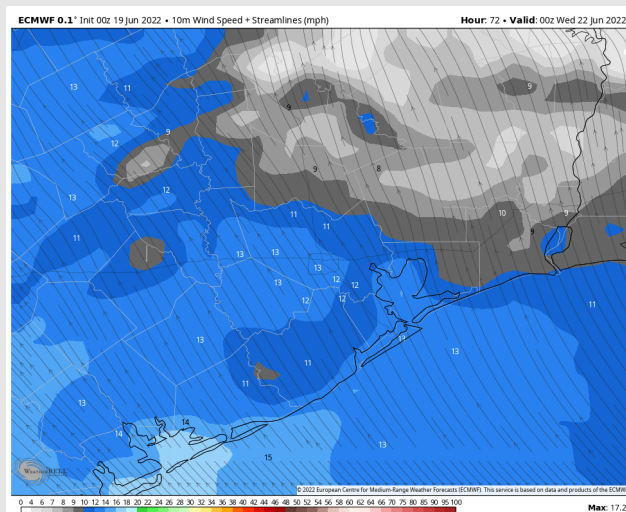 ECMWF 0.1° Init 00z 19 Jun 2022 • 10m Wind Speed + Streamlines (mph) Hour: 72 • Valid: 00z Wed 22 Jun 2022
13 11 9 9
9
12
9 8
12
13
11 10 9
11 9
11
13 13
13
13 12 12
12 12 11
13
13 13
11
11
13
14 14
13
15
WeatherBELL
© 2022 European Centre for Medium-Range Weather Forecasts (ECMWF). This service is based on data and products of the ECMW
0 4 6 7 8 9 10 12 14 16 18 20 22 24 26 28 30 32 34 36 38 40 42 44 46 48 50 52 54 56 58 60 62 64 66 70 75 80 85 90 95 100
Max: 17.2